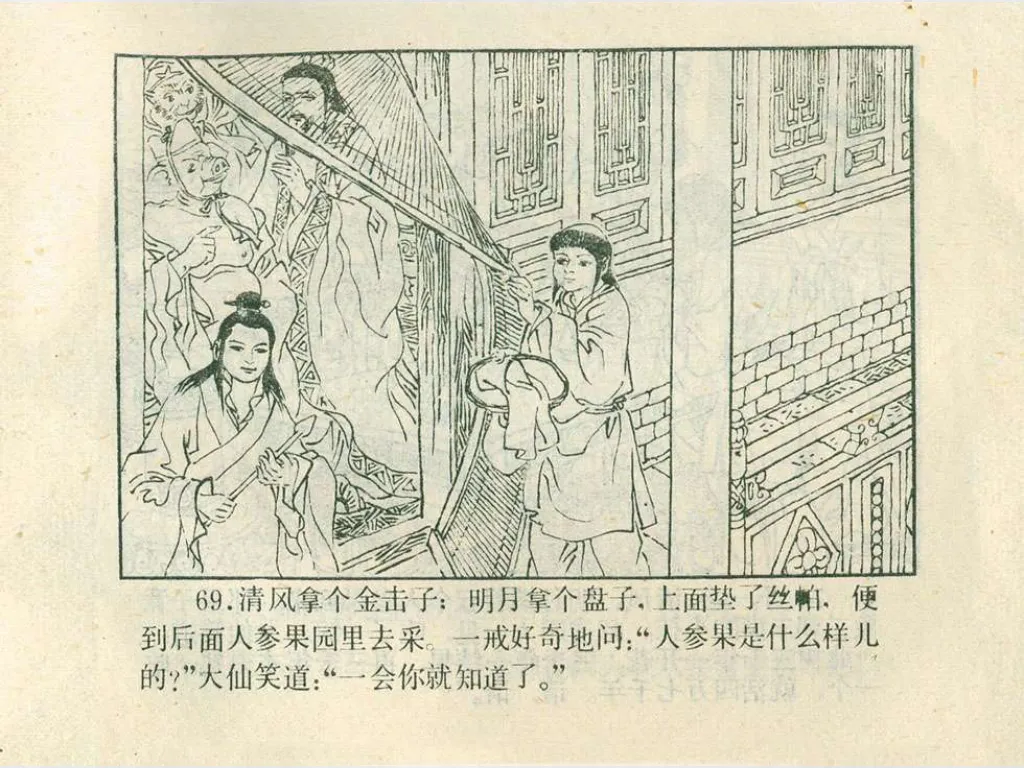 69.清风拿个金击子；明月拿个盘子，上面垫了丝帕，便
到后面人参果园里去采。一戒好奇地问：“人参果是什么样儿
的？”大仙笑道：“一会你就知道了。”